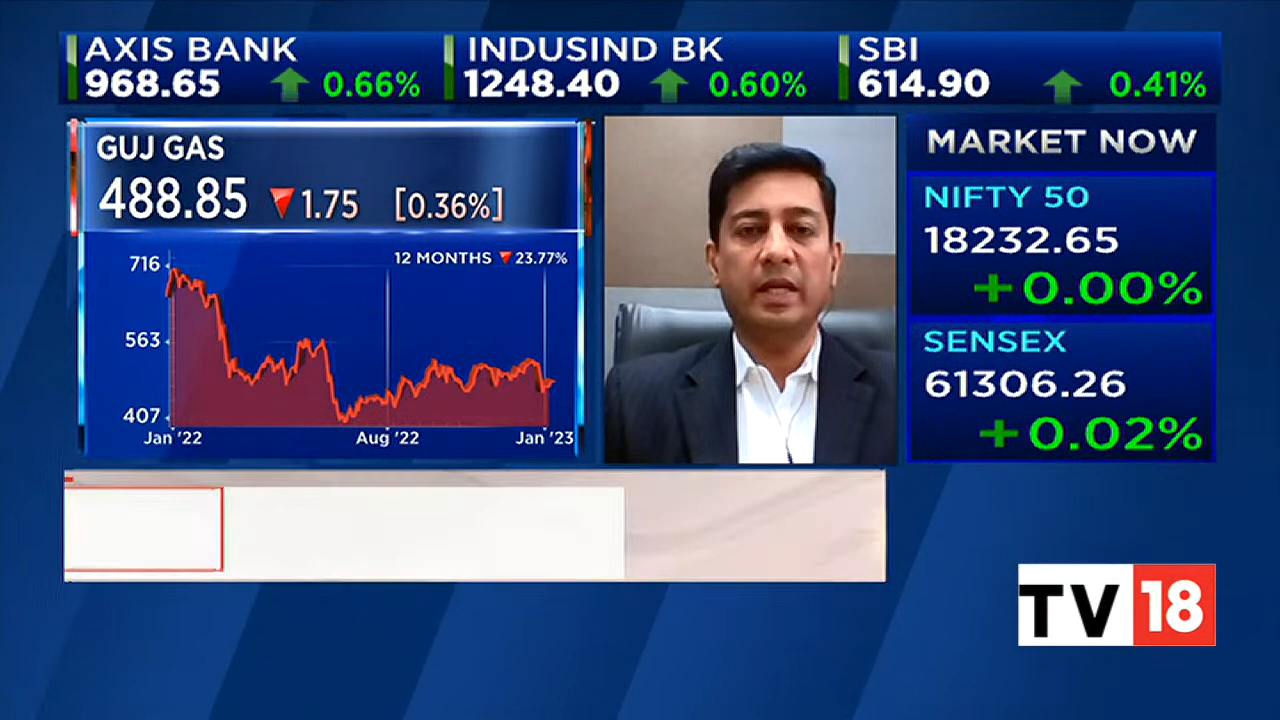 AXIS BANK
968.65 0.66%
INDUSIND BK
1248.40 0.60%
SBI
614.90 0.41%
GUJ GAS
488.85 1.75 [0.36%]
12 MONTHS 23.77%
716
563
407
Jan '22 Aug '22 Jan '23
MARKET NOW
NIFTY 50
18232.65
+0.00%
SENSEX
61306.26
+0.02%
TV18